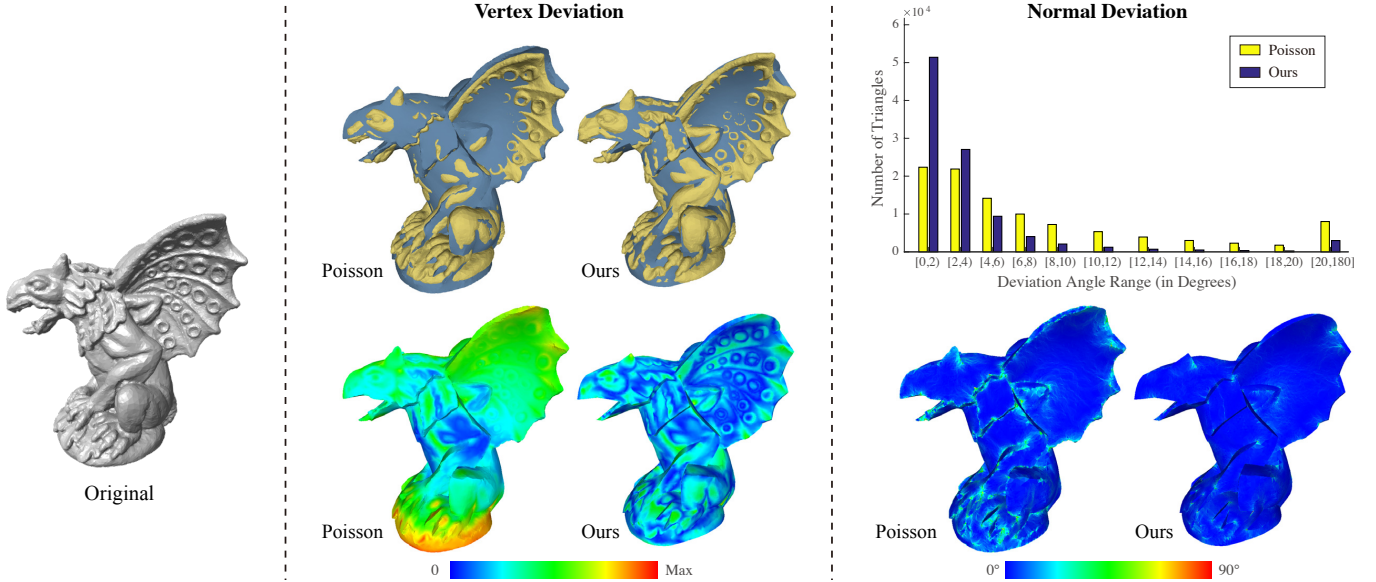 Original
Vertex Deviation
Poisson
Ours
Poisson
Ours
0
Max
Normal Deviation
×10⁴
6
5
4
3
2
1
0
Number of Triangles
Poisson
Ours
[0,2)
[2,4)
[4,6)
[6,8)
[8,10)
[10,12)
[12,14)
[14,16)
[16,18)
[18,20)
[20,180]
Deviation Angle Range (in Degrees)
Poisson
Ours
0°
90°